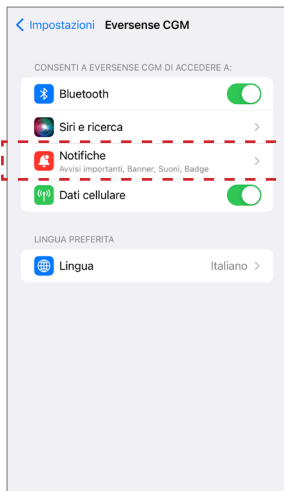 Impostazioni Eversense CGM
CONSENTI A EVERSENSE CGM DI ACCEDERE A:
Bluetooth
Siri e ricerca
Notifiche
Avvisi importanti, Banner, Suoni, Badge
Dati cellulare
LINGUA PREFERITA
Lingua Italiano